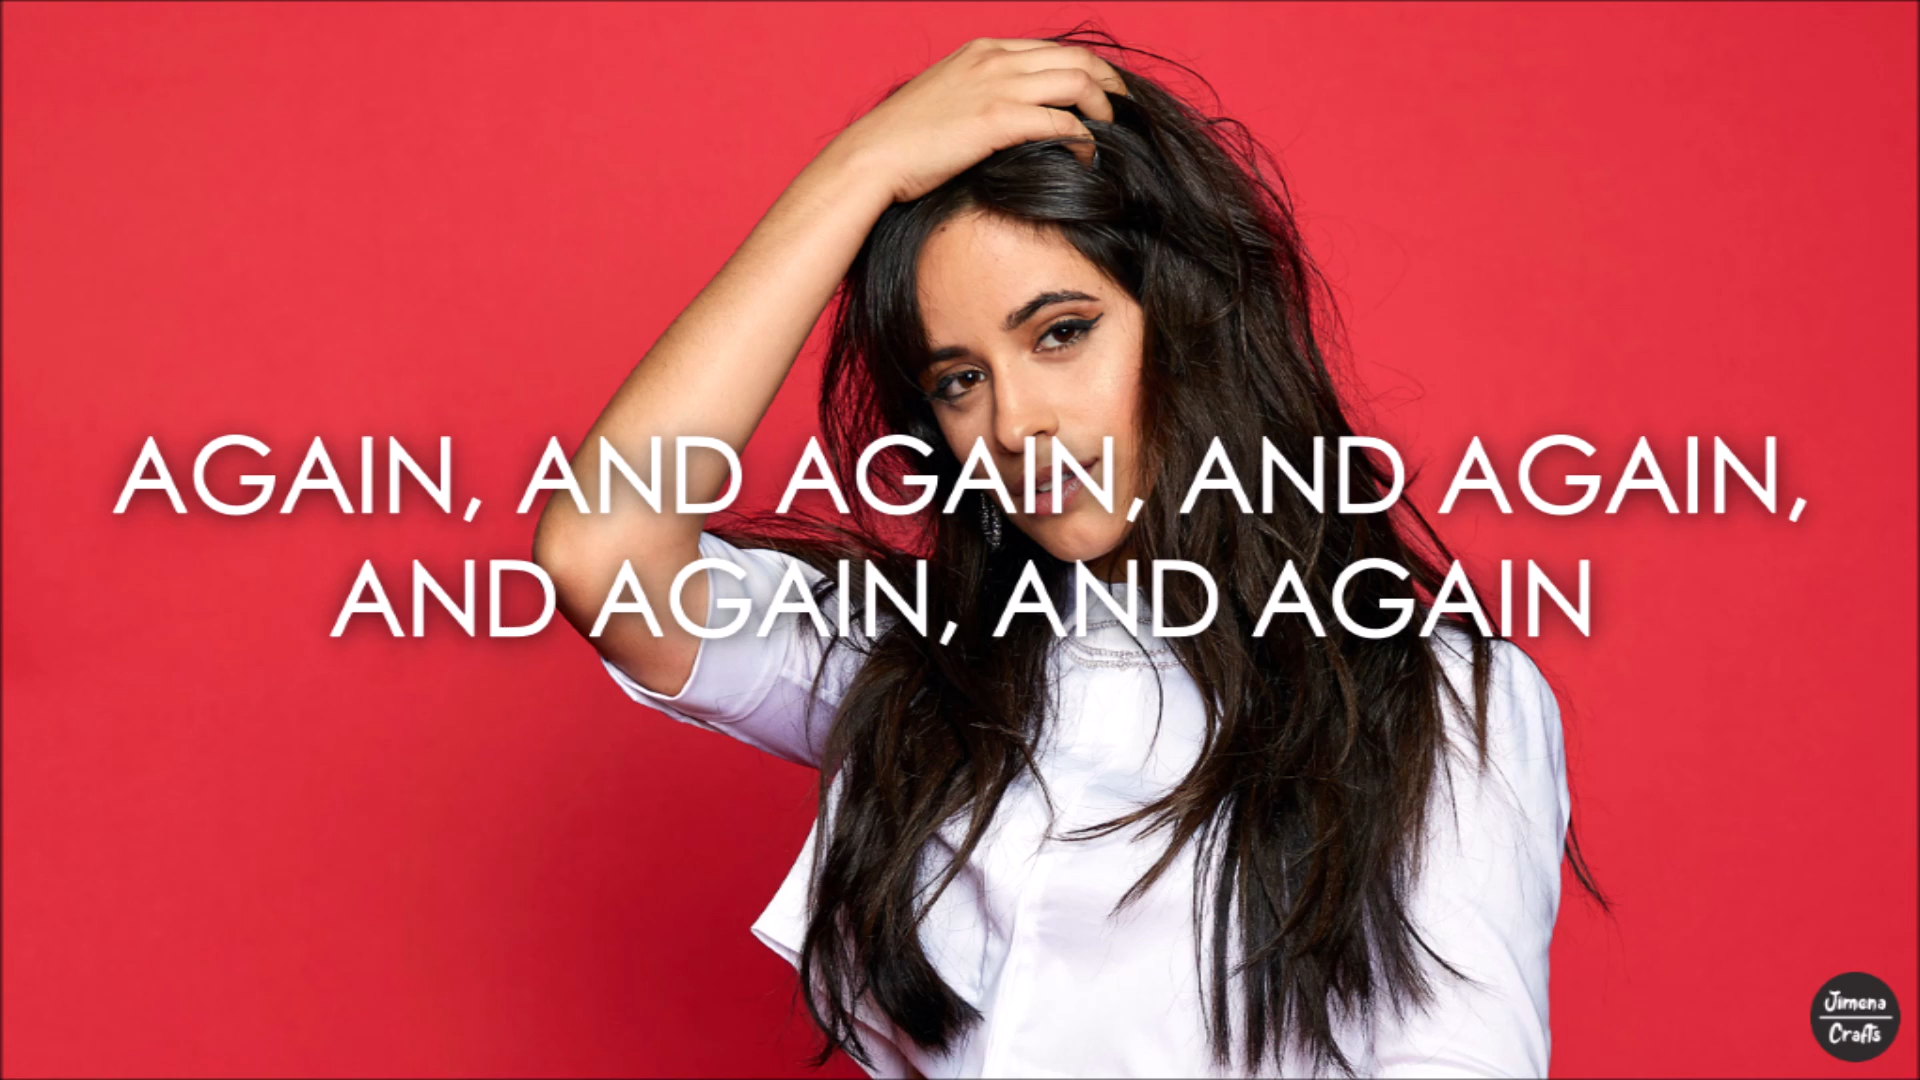 AGAIN, AND AGAIN, AND AGAIN,
AND AGAIN, AND AGAIN
Jimena
Crafts